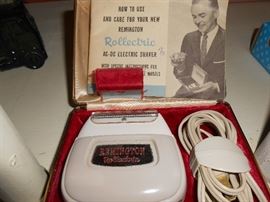 HOW TO USE
AND CARE FOR YOUR NEW
REMINGTON
Rollectric
AC-DC ELECTRIC SHAVER
WITH SPECIAL INSTRUCTIONS FOR
MODELS
REMINGTON
Rollectric